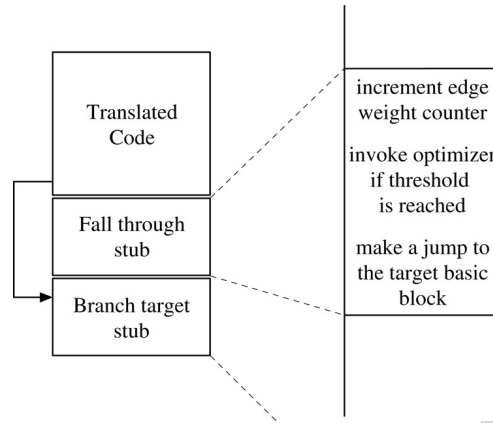 Translated
Code
Fall through
stub
Branch target
stub
increment edge
weight counter
invoke optimizer
if threshold
is reached
make a jump to
the target basic
block